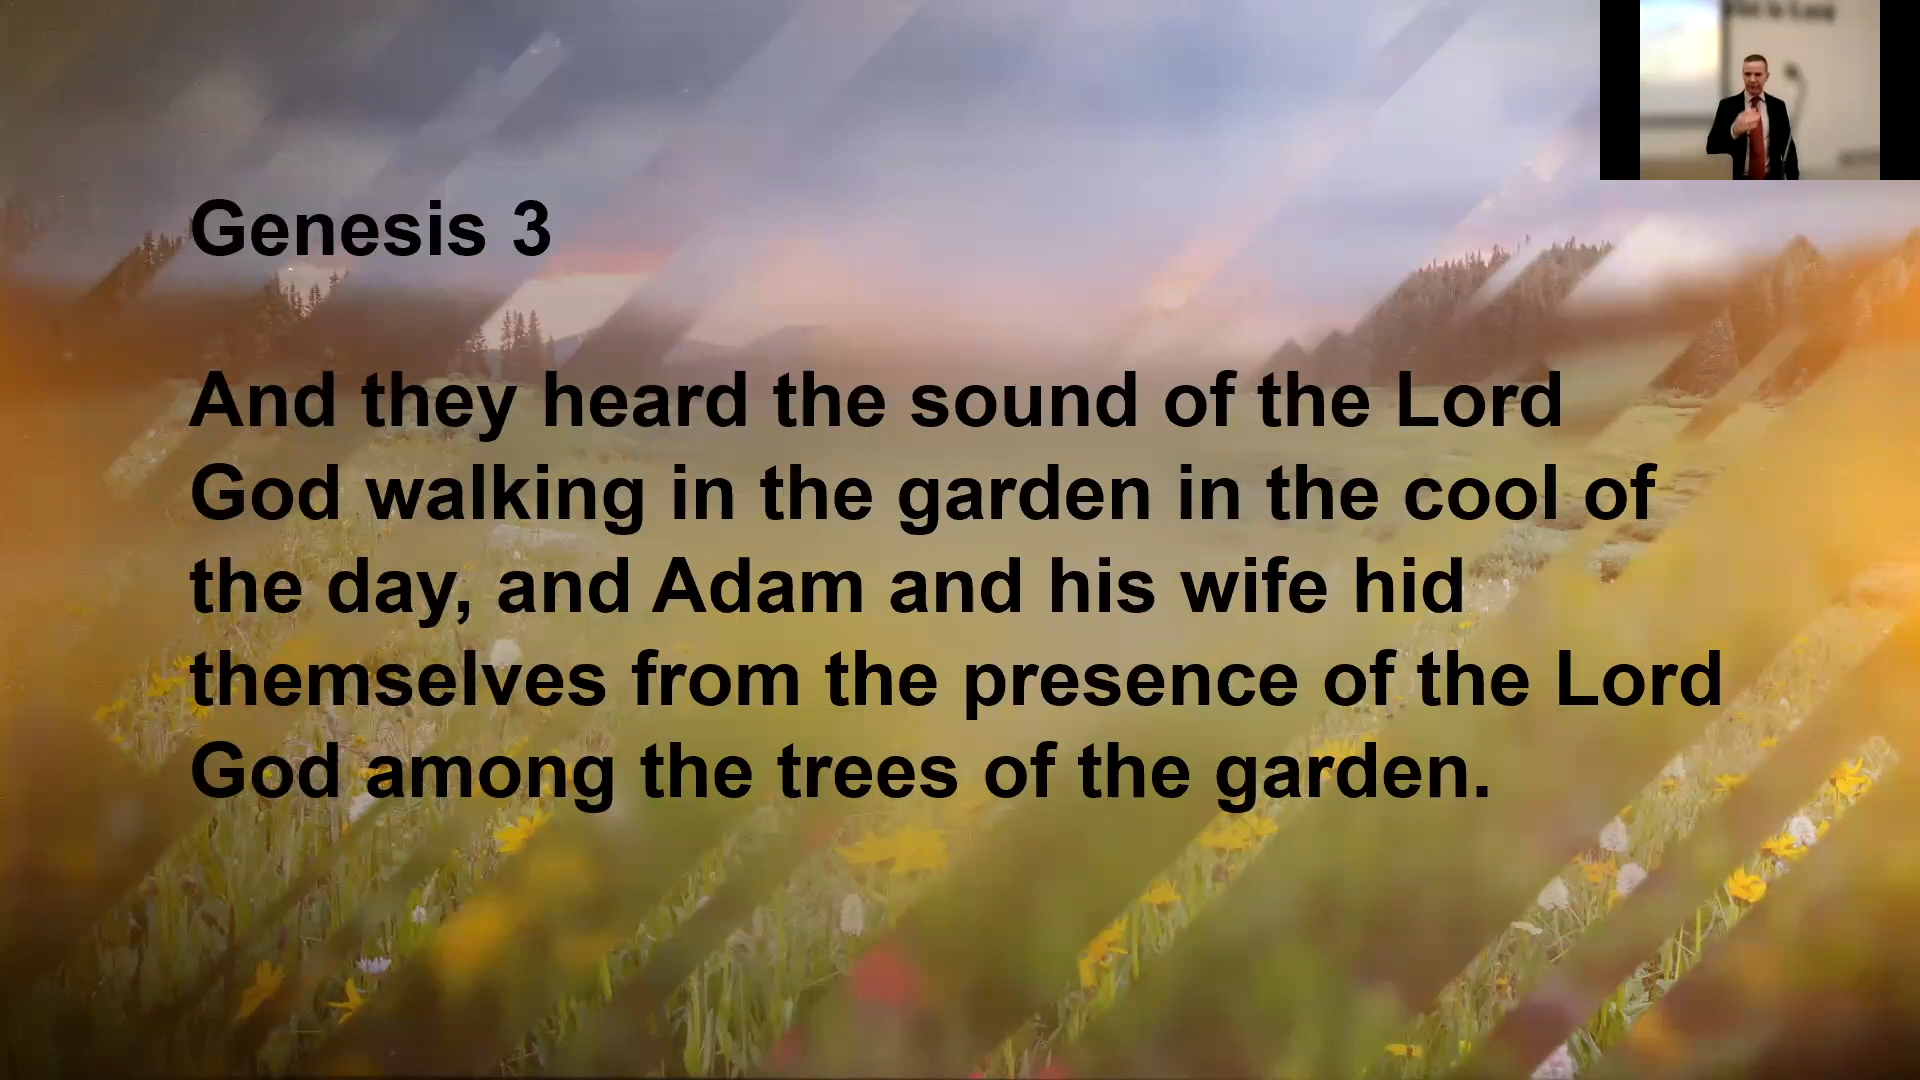 Genesis 3
And they heard the sound of the Lord
God walking in the garden in the cool of
the day, and Adam and his wife hid
themselves from the presence of the Lord
God among the trees of the garden.